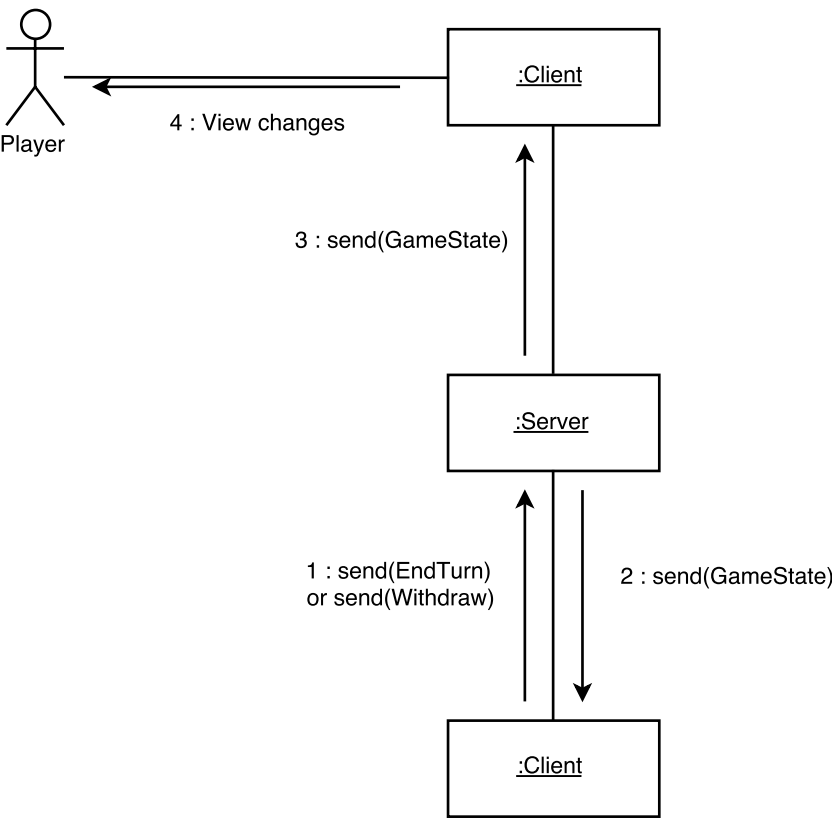 :Client
4 : View changes
Player
3 : send(GameState)
:Server
1 : send(EndTurn)
or send(Withdraw)
2 : send(GameState)
:Client